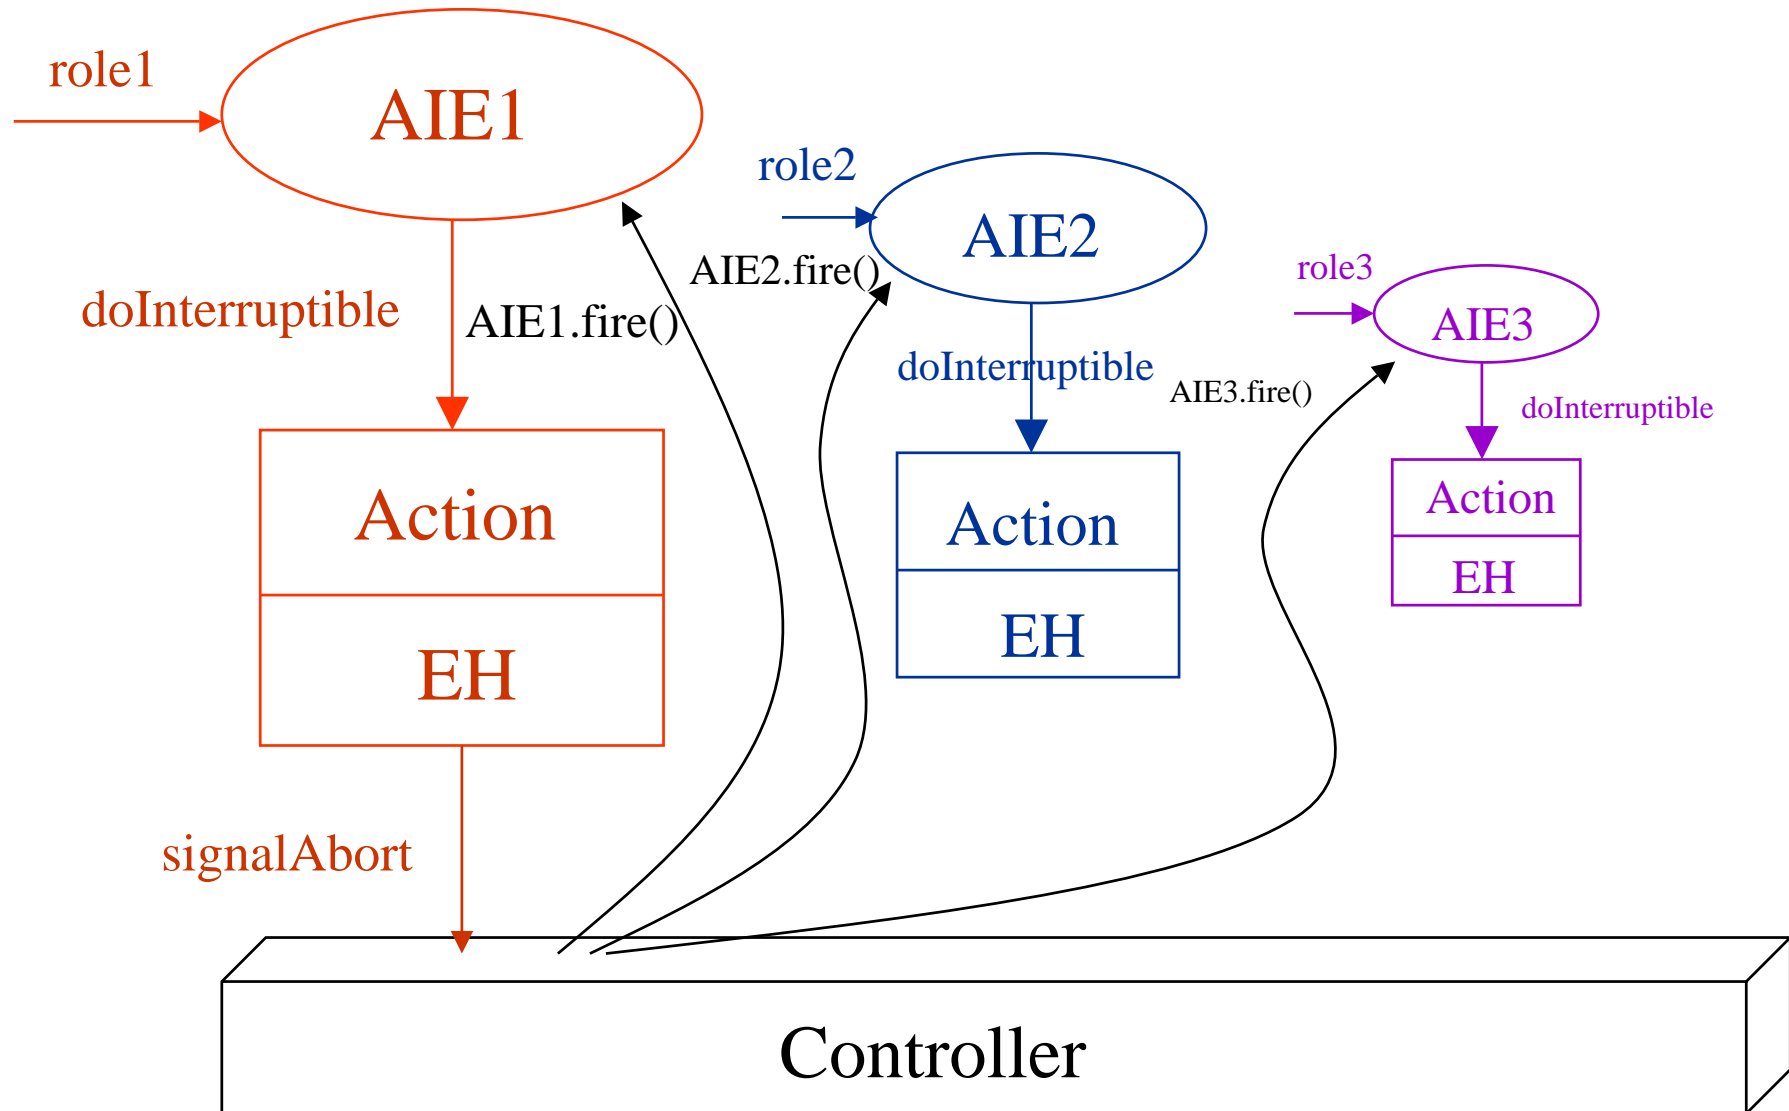 role1
AIE1
role2
AIE2
AIE2.fire()
role3
AIE3
doInterruptible
AIE1.fire()
doInterruptible
AIE3.fire()
doInterruptible
Action
Action
Action
EH
EH
EH
signalAbort
Controller